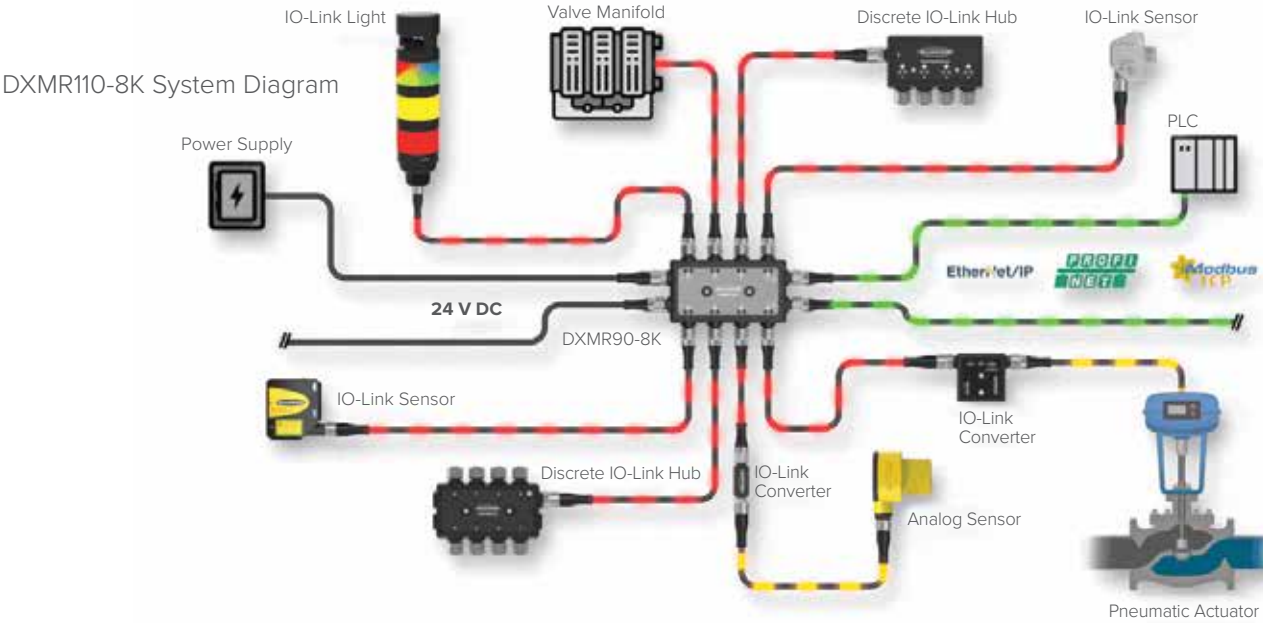 IO-Link Light
Valve Manifold
Discrete IO-Link Hub
IO-Link Sensor
DXMR110-8K System Diagram
PLC
Power Supply
EtherNet/IP
PROFI
NET
Modbus
TCP
24 V DC
DXMR90-8K
IO-Link Sensor
IO-Link
Converter
Discrete IO-Link Hub
IO-Link
Converter
Analog Sensor
Pneumatic Actuator